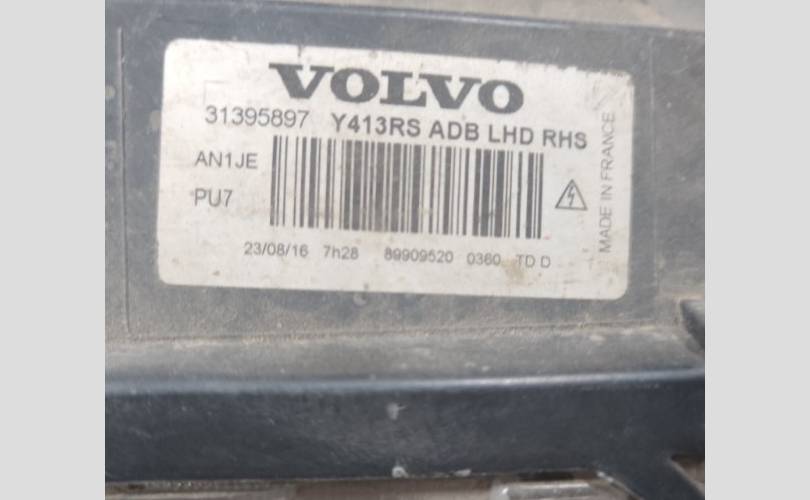 VOLVO
31395897 Y413RS ADB LHD RHS
AN1JE
PU7
23/08/16 7h28 89909520 0360 TD D
MADE IN FRANCE